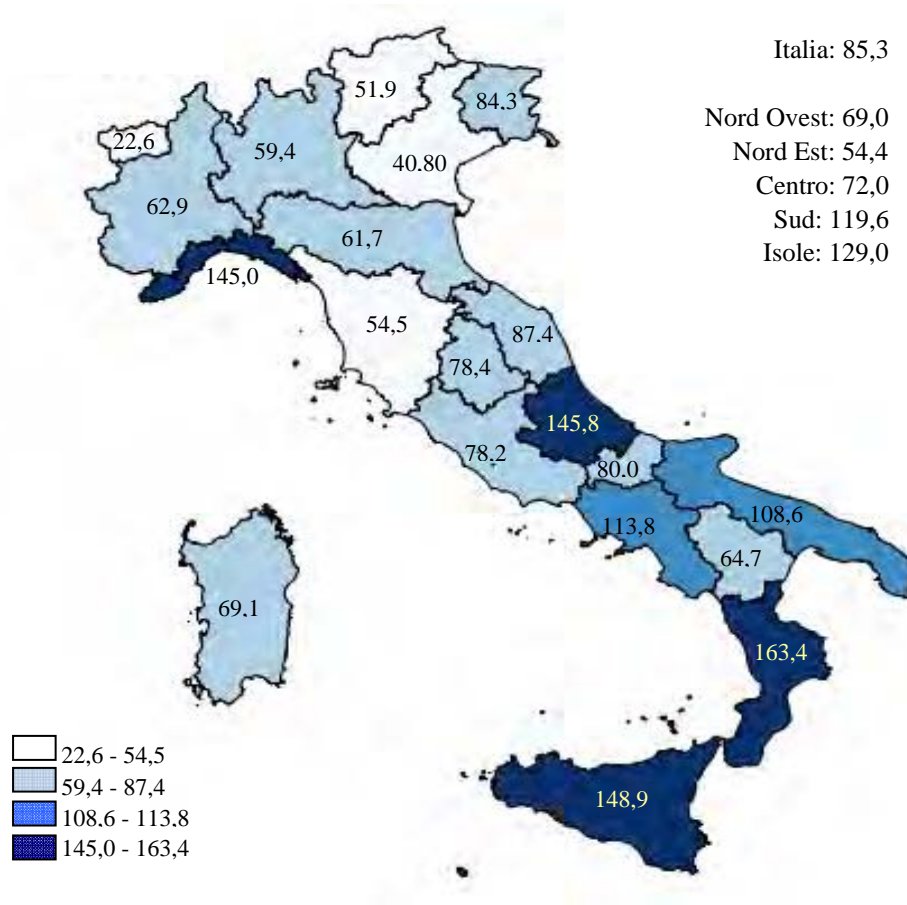 Italia: 85,3
51,9
84,3
Nord Ovest: 69,0
22,6
59,4
40.80
Nord Est: 54,4
Centro: 72,0
62,9
Sud: 119,6
61,7
Isole: 129,0
145,0
54,5
87,4
78,4
145,8
78,2
80,0
113,8
108,6
64,7
69,1
163,4
22,6 - 54,5
59,4 - 87,4
148,9
108,6 - 113,8
145,0 - 163,4